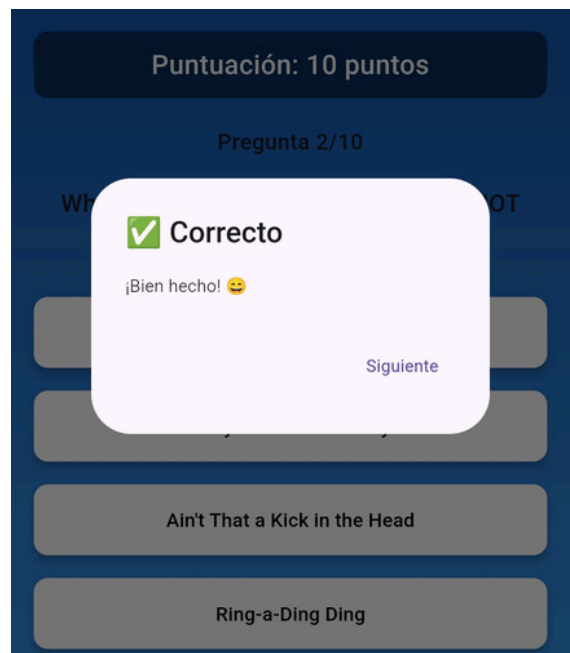 Puntuación: 10 puntos
Pregunta 2/10
OT
✅ Correcto
¡Bien hecho! 😄
Siguiente
Ain't That a Kick in the Head
Ring-a-Ding Ding